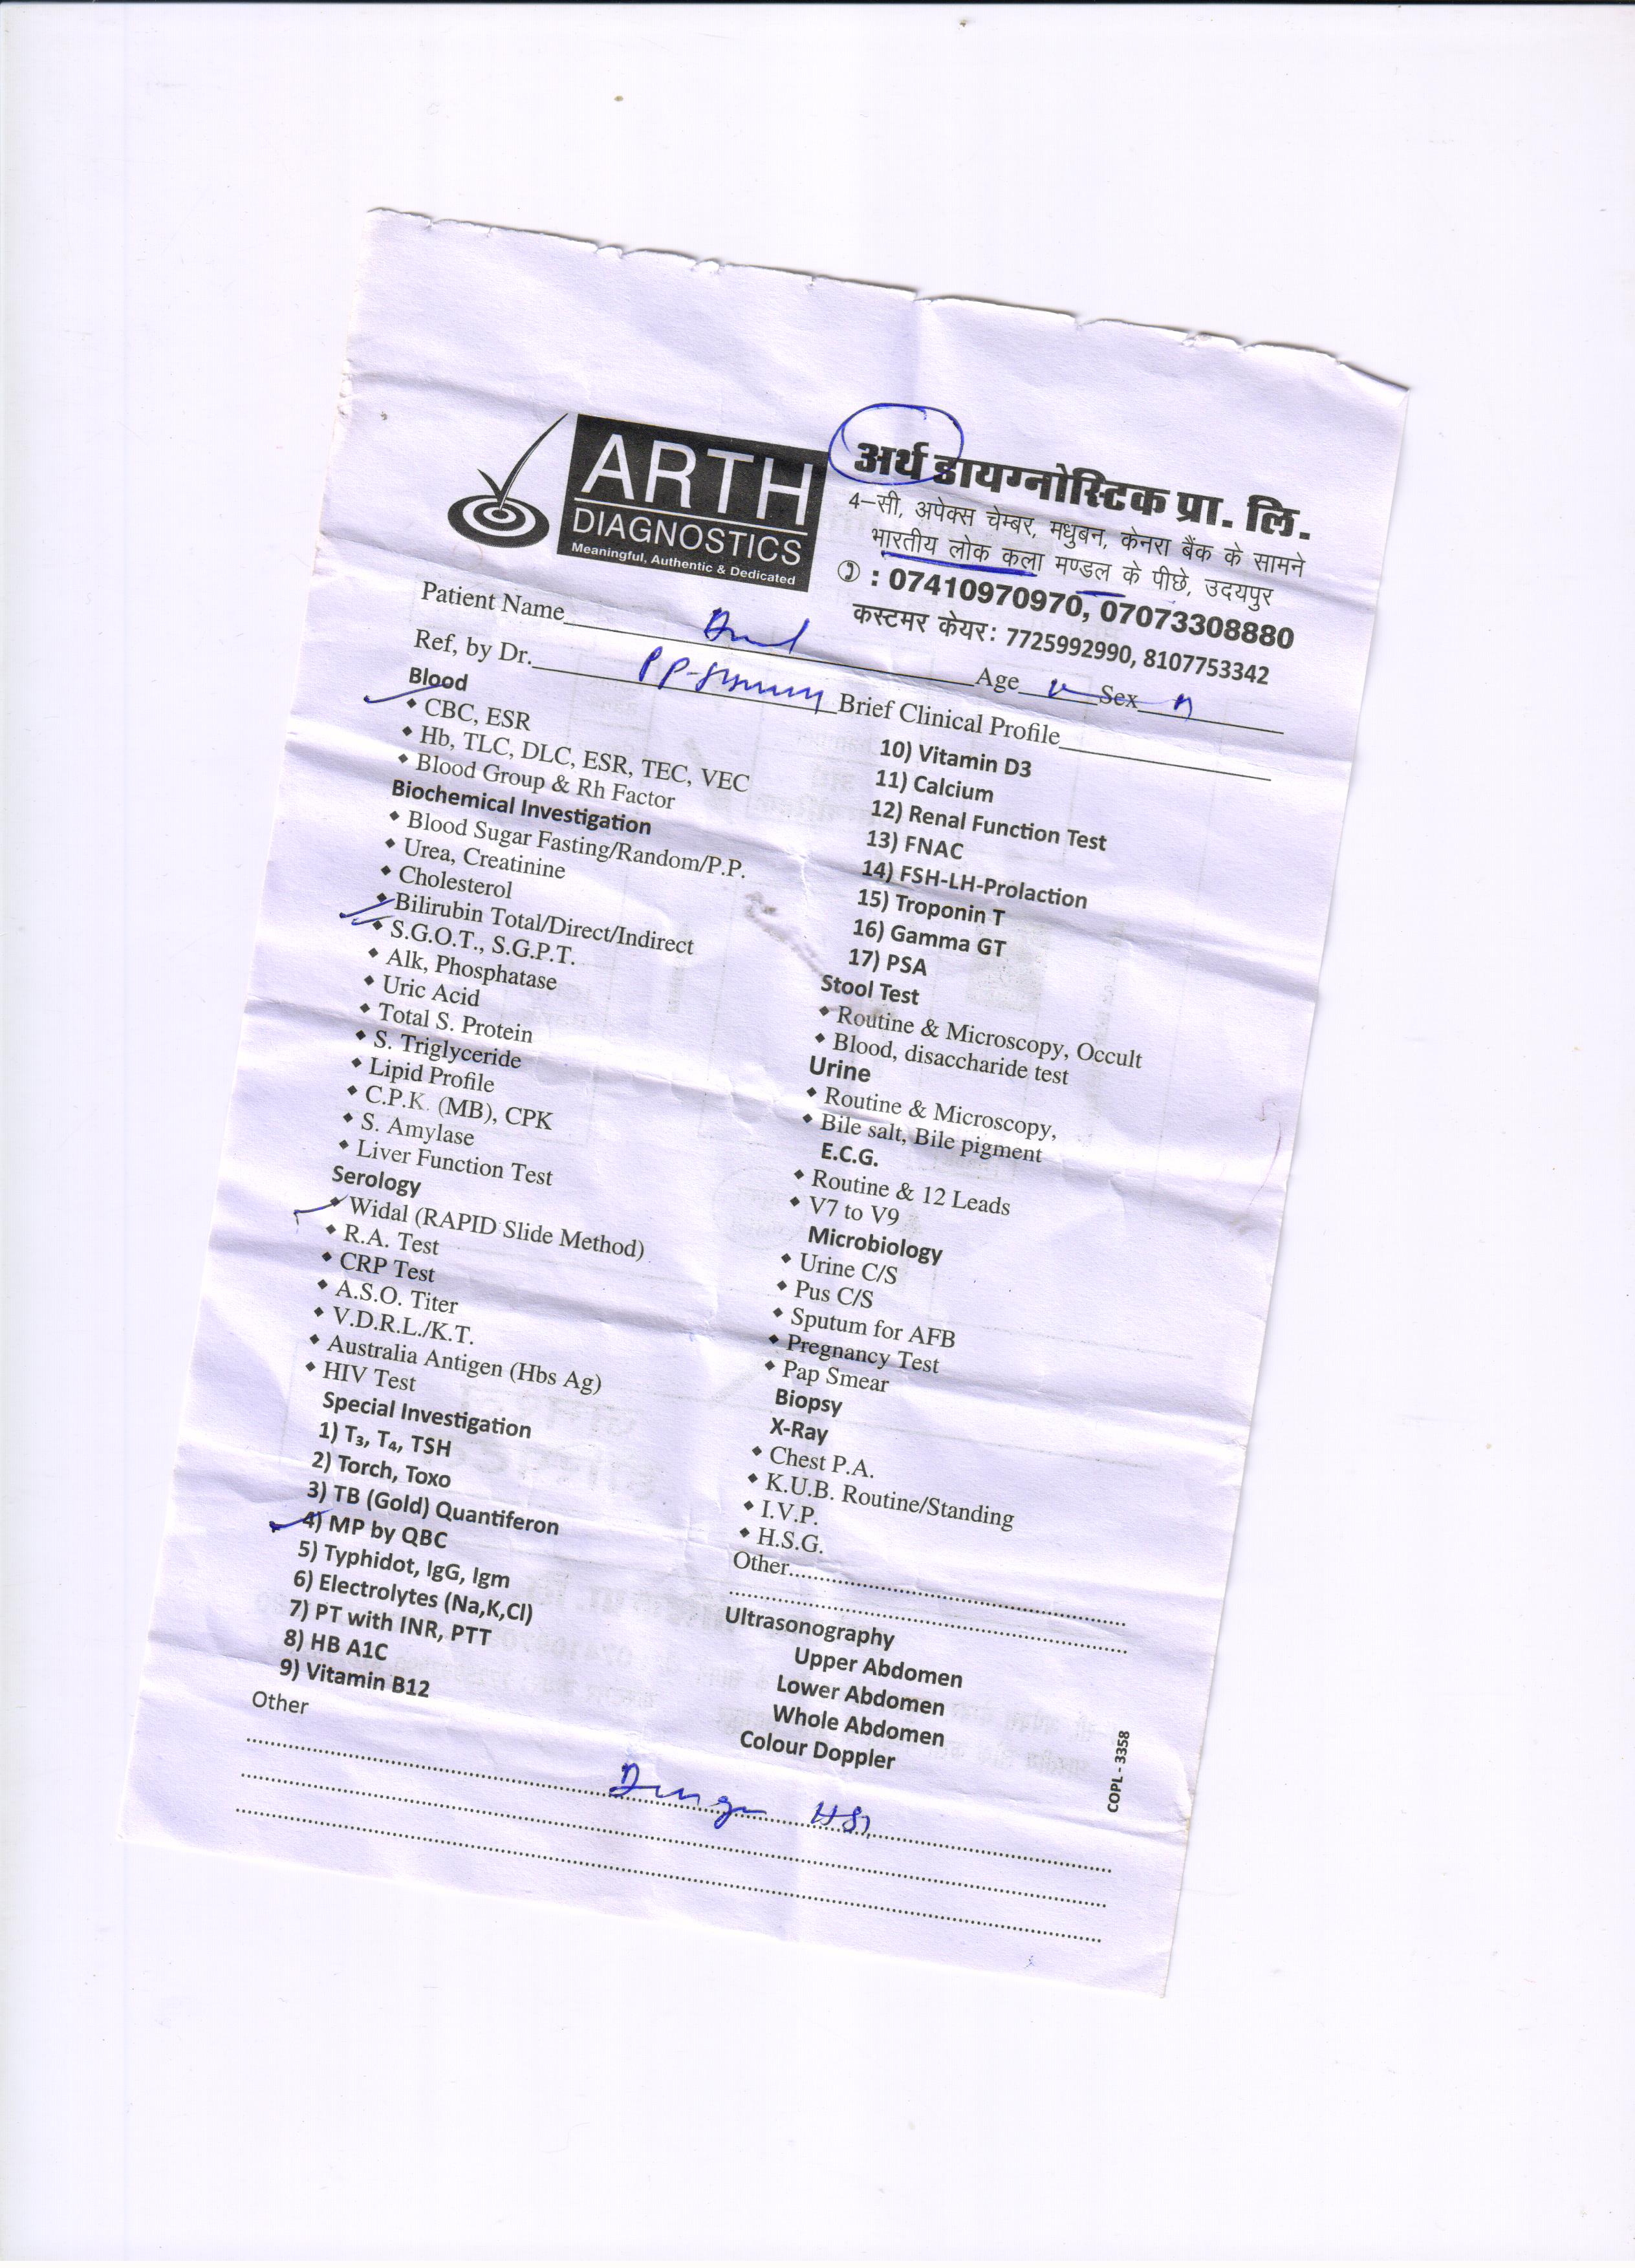 ARTH
DIAGNOSTICS
Meaningful, Authentic & Dedicated
अर्थ डायग्नोस्टिक प्रा. लि.
4-सी, अपेक्स चेम्बर, मधुबन, केनरा बैंक के सामने
भारतीय लोक कला मण्डल के पीछे, उदयपुर
: 07410970970, 07073308880
कस्टमर केयर: 7725992990, 8107753342
Patient Name Age Sex
Ref, by Dr. Brief Clinical Profile
Blood
CBC, ESR
Hb, TLC, DLC, ESR, TEC, VEC
Blood Group & Rh Factor
Biochemical Investigation
Blood Sugar Fasting/Random/P.P.
Urea, Creatinine
Cholesterol
Bilirubin Total/Direct/Indirect
S.G.O.T., S.G.P.T.
Alk, Phosphatase
Uric Acid
Total S. Protein
S. Triglyceride
Lipid Profile
C.P.K. (MB), CPK
S. Amylase
Liver Function Test
Serology
Widal (RAPID Slide Method)
R.A. Test
CRP Test
A.S.O. Titer
V.D.R.L./K.T.
Australia Antigen (Hbs Ag)
HIV Test
Special Investigation
1) T₃, T₄, TSH
2) Torch, Toxo
3) TB (Gold) Quantiferon
4) MP by QBC
5) Typhidot, IgG, Igm
6) Electrolytes (Na,K,Cl)
7) PT with INR, PTT
8) HB A1C
9) Vitamin B12
Other
10) Vitamin D3
11) Calcium
12) Renal Function Test
13) FNAC
14) FSH-LH-Prolaction
15) Troponin T
16) Gamma GT
17) PSA
Stool Test
Routine & Microscopy, Occult
Blood, disaccharide test
Urine
Routine & Microscopy,
Bile salt, Bile pigment
E.C.G.
Routine & 12 Leads
V7 to V9
Microbiology
Urine C/S
Pus C/S
Sputum for AFB
Pregnancy Test
Pap Smear
Biopsy
X-Ray
Chest P.A.
K.U.B. Routine/Standing
I.V.P.
H.S.G.
Other
Ultrasonography
Upper Abdomen
Lower Abdomen
Whole Abdomen
Colour Doppler
COPL - 3358